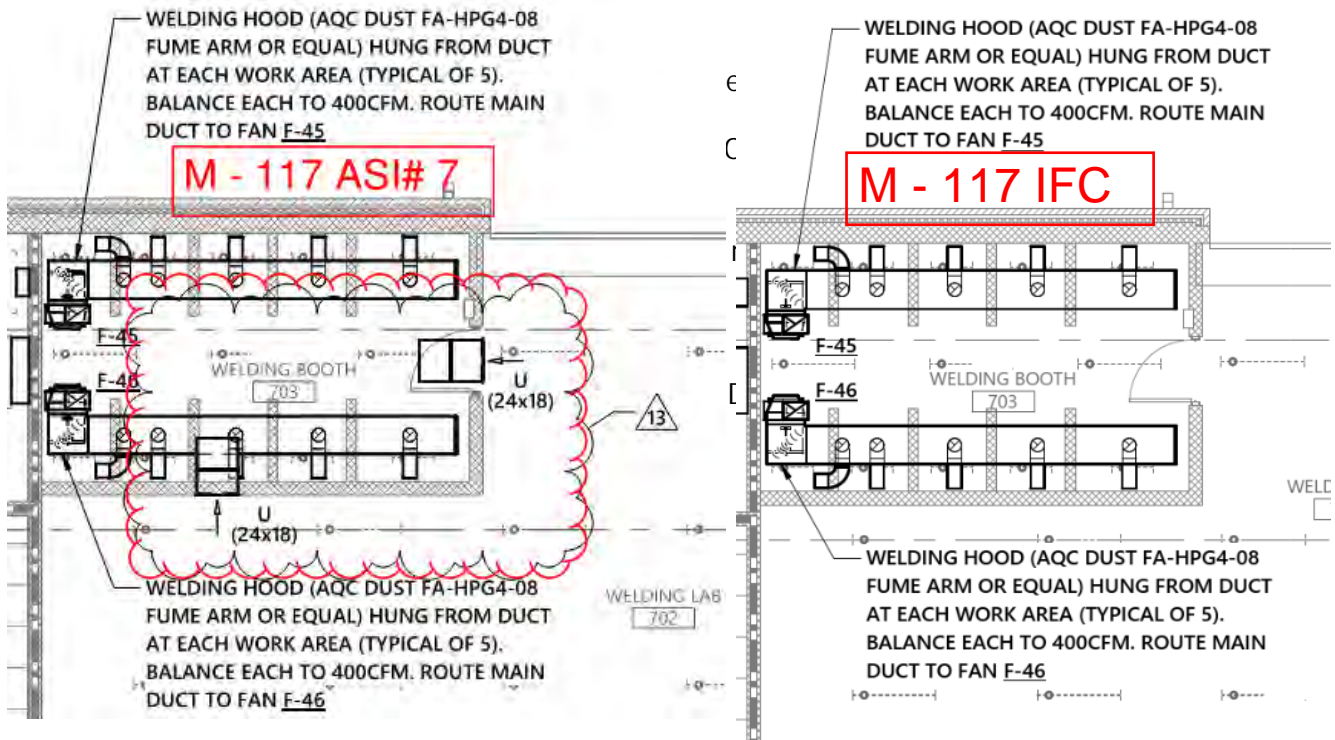 WELDING HOOD (AQC DUST FA-HPG4-08
FUME ARM OR EQUAL) HUNG FROM DUCT
AT EACH WORK AREA (TYPICAL OF 5).
BALANCE EACH TO 400CFM. ROUTE MAIN
DUCT TO FAN F-45
M - 117 ASI# 7
F-45
F-46
WELDING BOOTH
703
U
(24x18)
13
U
(24x18)
WELDING HOOD (AQC DUST FA-HPG4-08
FUME ARM OR EQUAL) HUNG FROM DUCT
AT EACH WORK AREA (TYPICAL OF 5).
BALANCE EACH TO 400CFM. ROUTE MAIN
DUCT TO FAN F-46
WELDING LAB
702
WELDING HOOD (AQC DUST FA-HPG4-08
FUME ARM OR EQUAL) HUNG FROM DUCT
AT EACH WORK AREA (TYPICAL OF 5).
BALANCE EACH TO 400CFM. ROUTE MAIN
DUCT TO FAN F-45
M - 117 IFC
F-45
F-46
WELDING BOOTH
703
WELD
WELDING HOOD (AQC DUST FA-HPG4-08
FUME ARM OR EQUAL) HUNG FROM DUCT
AT EACH WORK AREA (TYPICAL OF 5).
BALANCE EACH TO 400CFM. ROUTE MAIN
DUCT TO FAN F-46